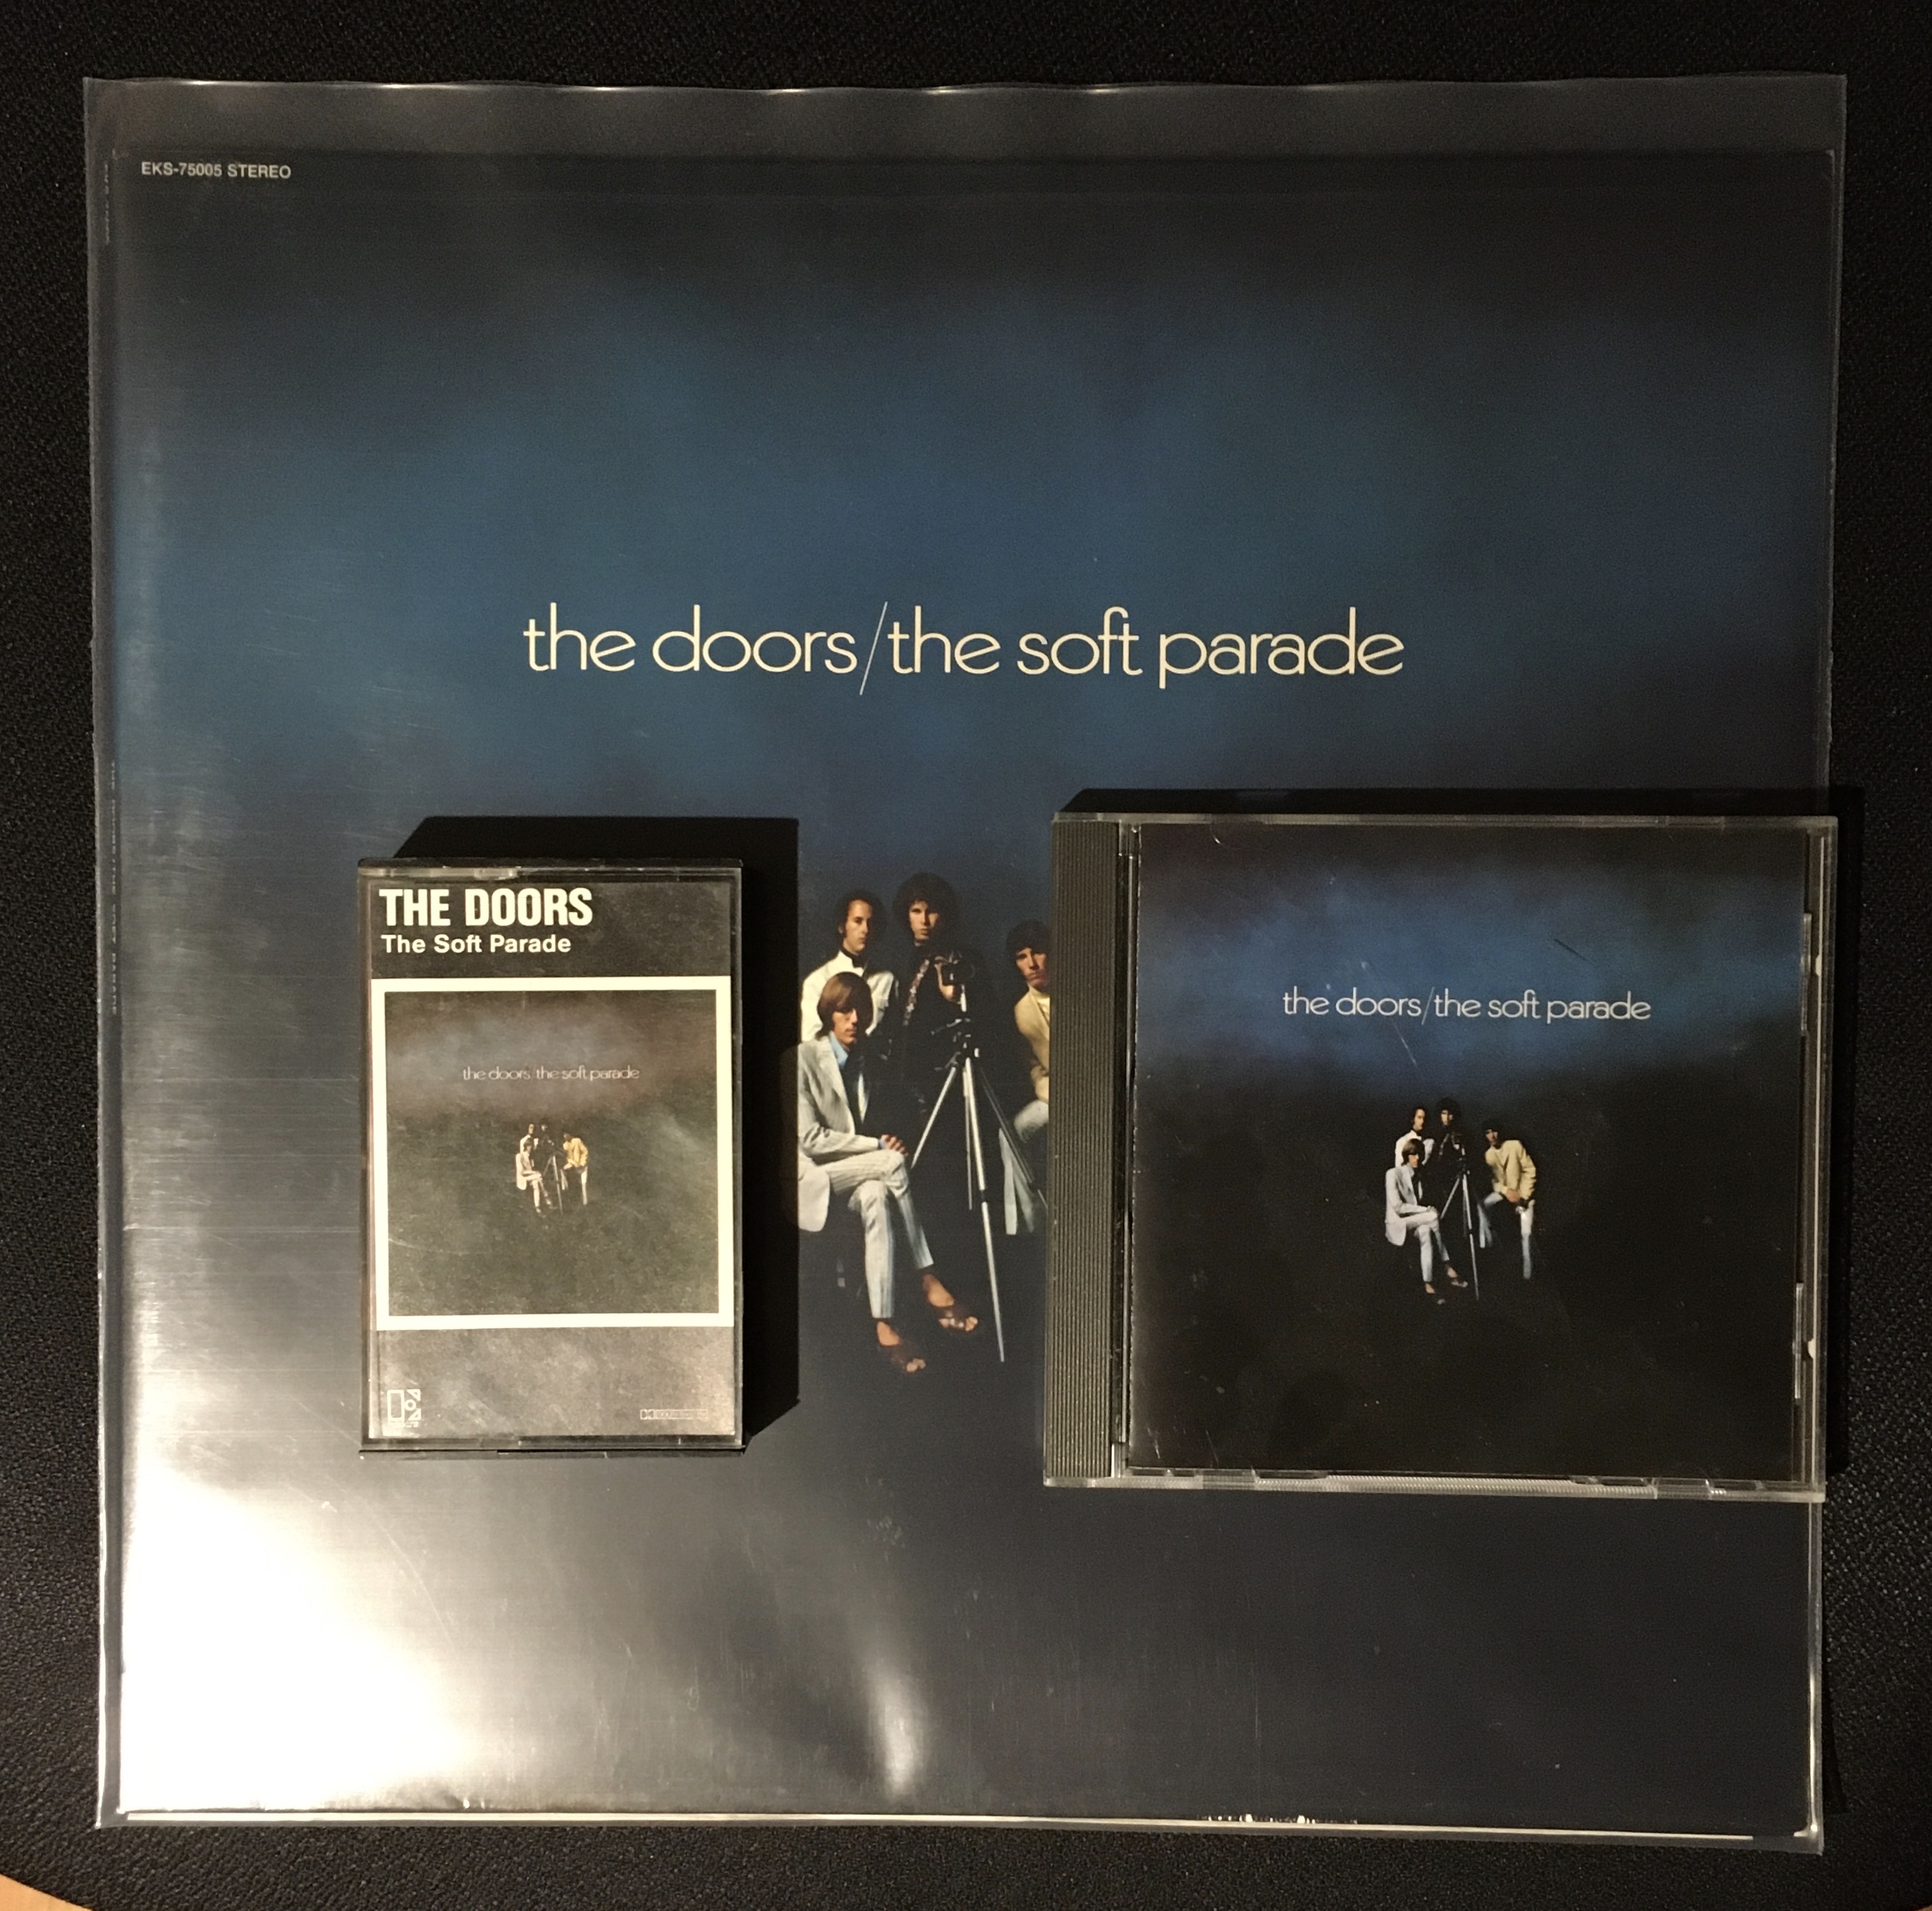 EKS-75005 STEREO
the doors/the soft parade
THE DOORS
The Soft Parade
the doors/the soft parade
the doors/the soft parade